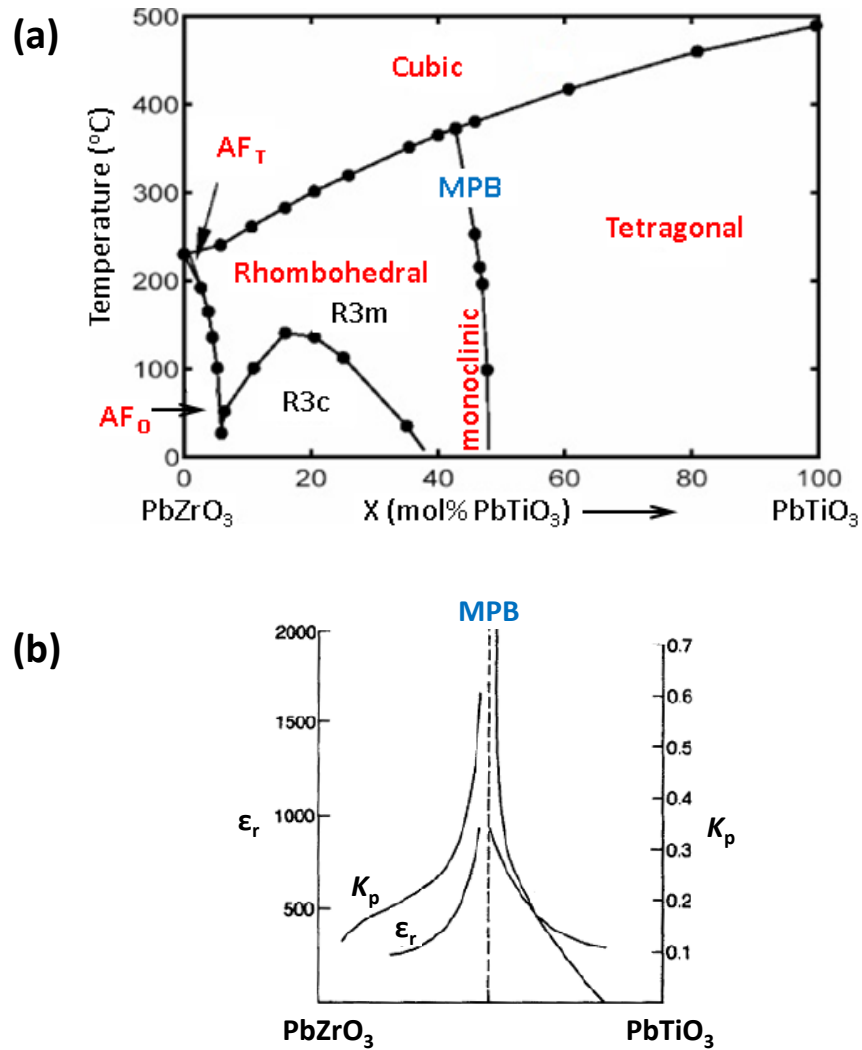 (a)
500
400
300
200
100
0
Temperature (°C)
Cubic
AF_T
MPB
Tetragonal
Rhombohedral
R3m
R3c
monoclinic
AF_O
0 20 40 60 80 100
PbZrO₃ X (mol% PbTiO₃) PbTiO₃
(b)
MPB
2000
1500
1000
500
ε_r
0.7
0.6
0.5
0.4
0.3
0.2
0.1
K_p
K_p
ε_r
PbZrO₃ PbTiO₃